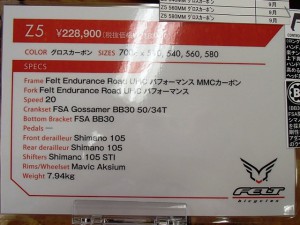 Z5 ¥228,900
COLOR グロスカーボン SIZES 700c x 510, 540, 560, 580
SPECS
Frame Felt Endurance Road UHC パフォーマンス MMCカーボン
Fork Felt Endurance Road UHC パフォーマンス
Speed 20
Crankset FSA Gossamer BB30 50/34T
Bottom Bracket FSA BB30
Pedals —
Front derailleur Shimano 105
Rear derailleur Shimano 105
Shifters Shimano 105 STI
Rims/Wheelset Mavic Aksium
Weight 7.94kg
FELT
bicycles